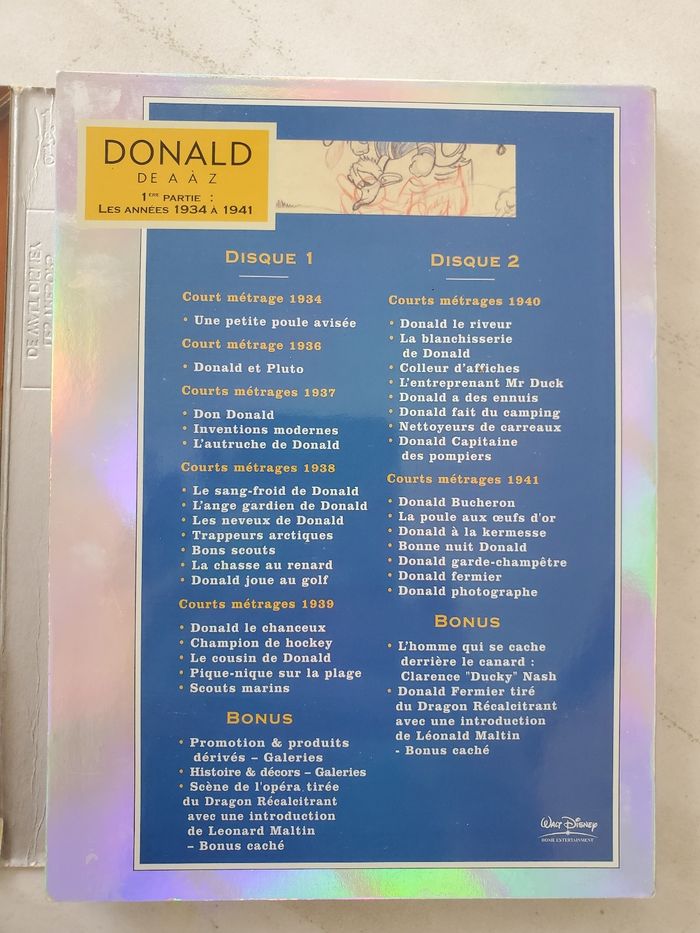 DONALD
DE A À Z
1ÈRE PARTIE :
LES ANNÉES 1934 À 1941
DISQUE 1
Court métrage 1934
• Une petite poule avisée
Court métrage 1936
• Donald et Pluto
Courts métrages 1937
• Don Donald
• Inventions modernes
• L'autruche de Donald
Courts métrages 1938
• Le sang-froid de Donald
• L'ange gardien de Donald
• Les neveux de Donald
• Trappeurs arctiques
• Bons scouts
• La chasse au renard
• Donald joue au golf
Courts métrages 1939
• Donald le chanceux
• Champion de hockey
• Le cousin de Donald
• Pique-nique sur la plage
• Scouts marins
BONUS
• Promotion & produits
dérivés – Galeries
• Histoire & décors – Galeries
• Scène de l'opéra tirée
du Dragon Récalcitrant
avec une introduction
de Leonard Maltin
– Bonus caché
DISQUE 2
Courts métrages 1940
• Donald le riveur
• La blanchisserie
de Donald
• Colleur d'affiches
• L'entreprenant Mr Duck
• Donald a des ennuis
• Donald fait du camping
• Nettoyeurs de carreaux
• Donald Capitaine
des pompiers
Courts métrages 1941
• Donald Bucheron
• La poule aux œufs d'or
• Donald à la kermesse
• Bonne nuit Donald
• Donald garde-champêtre
• Donald fermier
• Donald photographe
BONUS
• L'homme qui se cache
derrière le canard :
Clarence "Ducky" Nash
• Donald Fermier tiré
du Dragon Récalcitrant
avec une introduction
de Léonald Maltin
- Bonus caché
WALT DISNEY
HOME ENTERTAINMENT